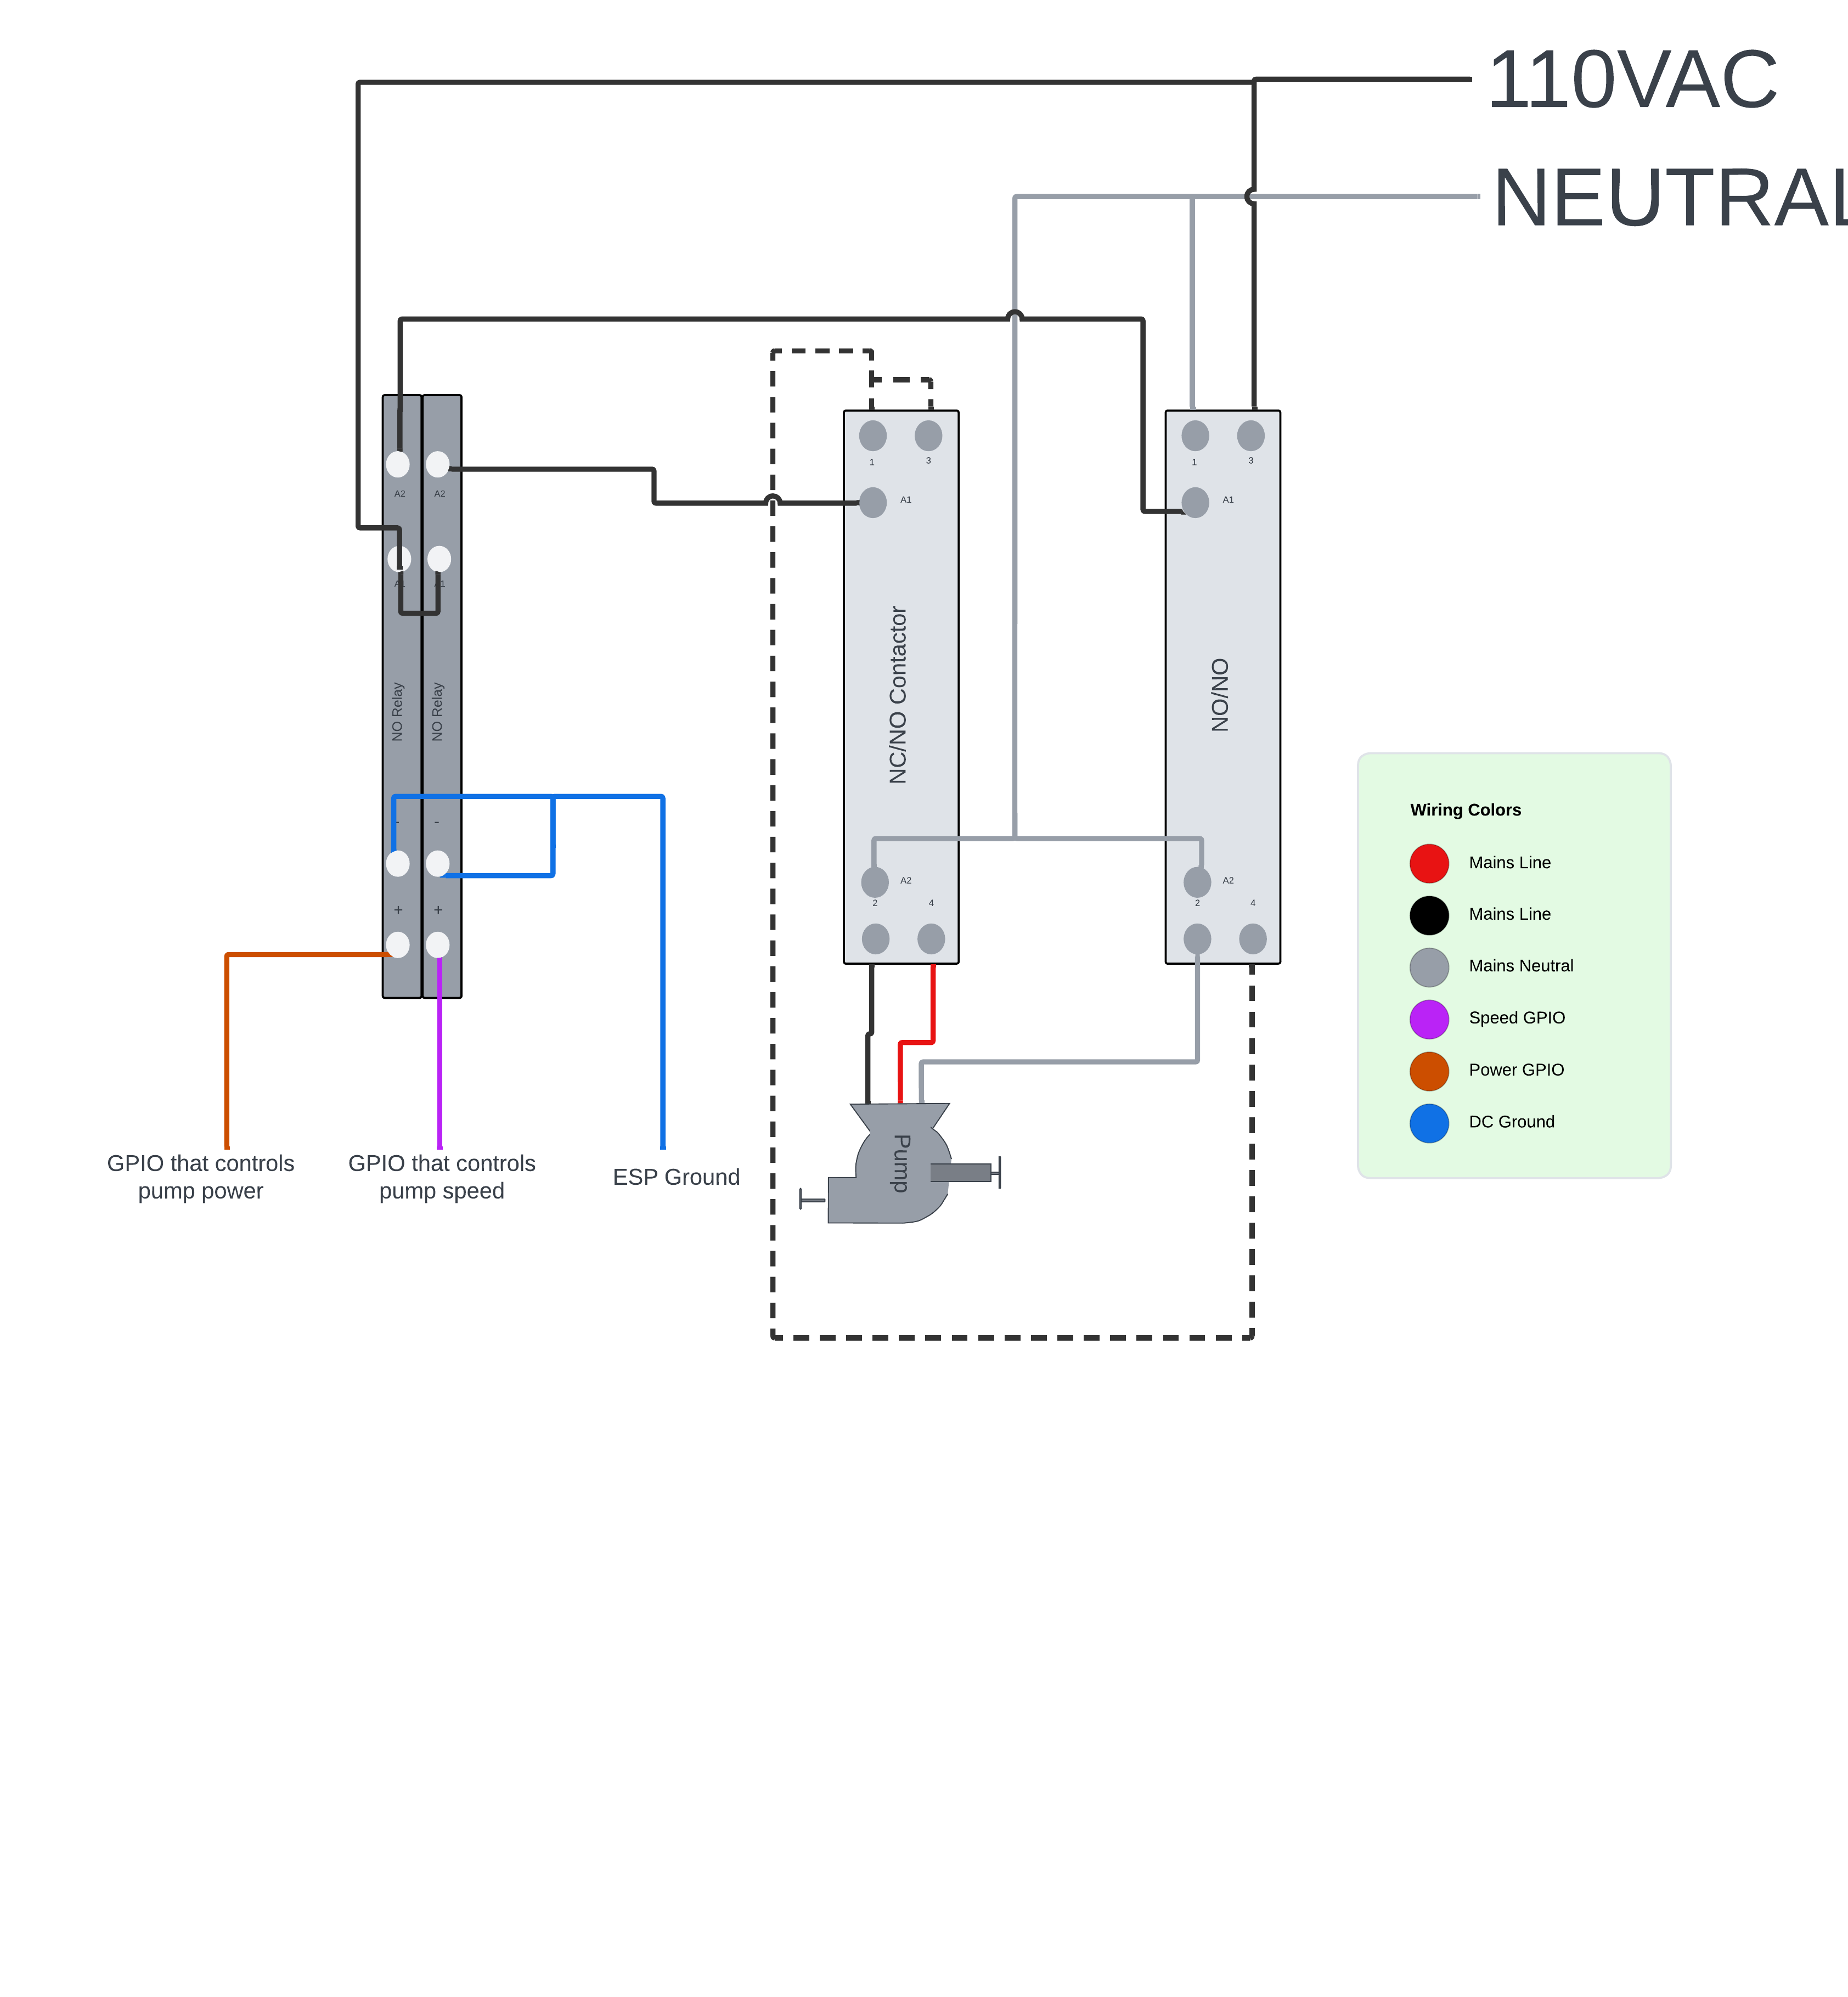 110VAC
NEUTRAL
A2
A2
1
3
A1
1
3
A1
NO Relay
NO Relay
NC/NO Contactor
NO/NO
-
-
+
+
A2
2
4
A2
2
4
Wiring Colors
Mains Line
Mains Line
Mains Neutral
Speed GPIO
Power GPIO
DC Ground
GPIO that controls
pump power
GPIO that controls
pump speed
ESP Ground
Pump